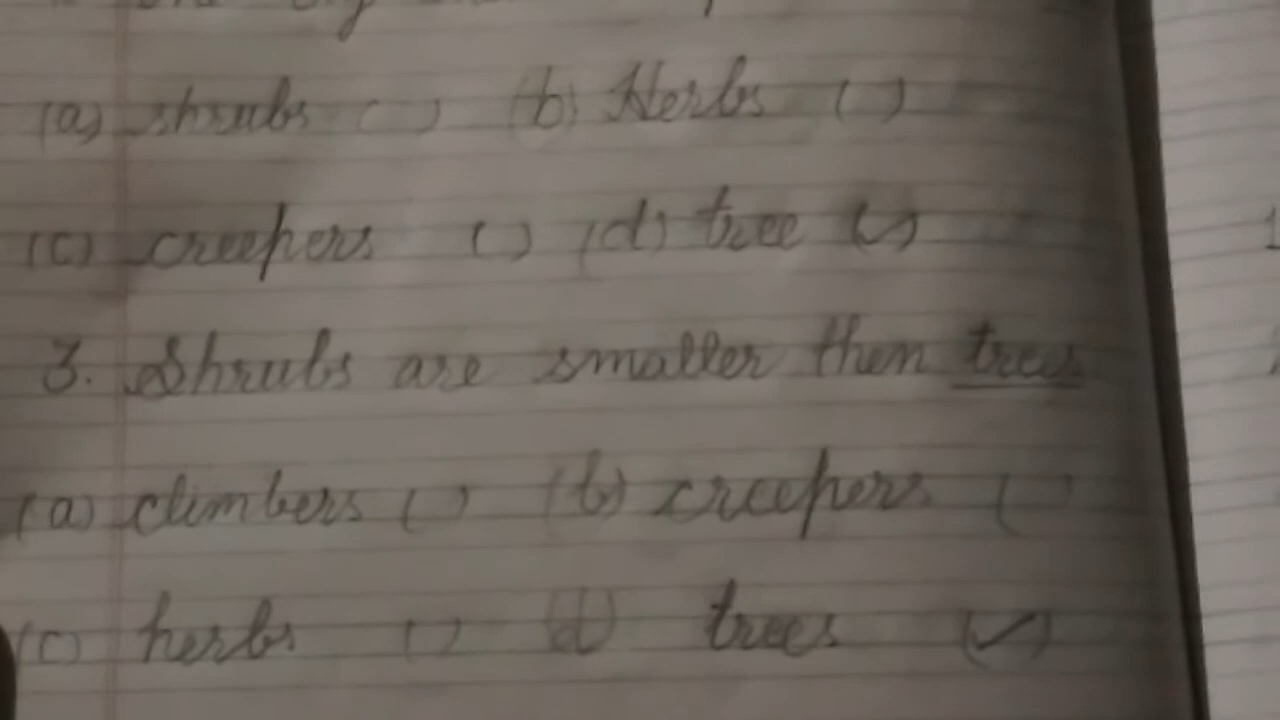 (a) shrubs ( ) (b) Herbs ( )
(c) creepers ( ) (d) tree (✓)
3. Shrubs are smaller then trees
(a) climbers ( ) (b) creepers ( )
(c) herbs ( ) (d) trees (✓)